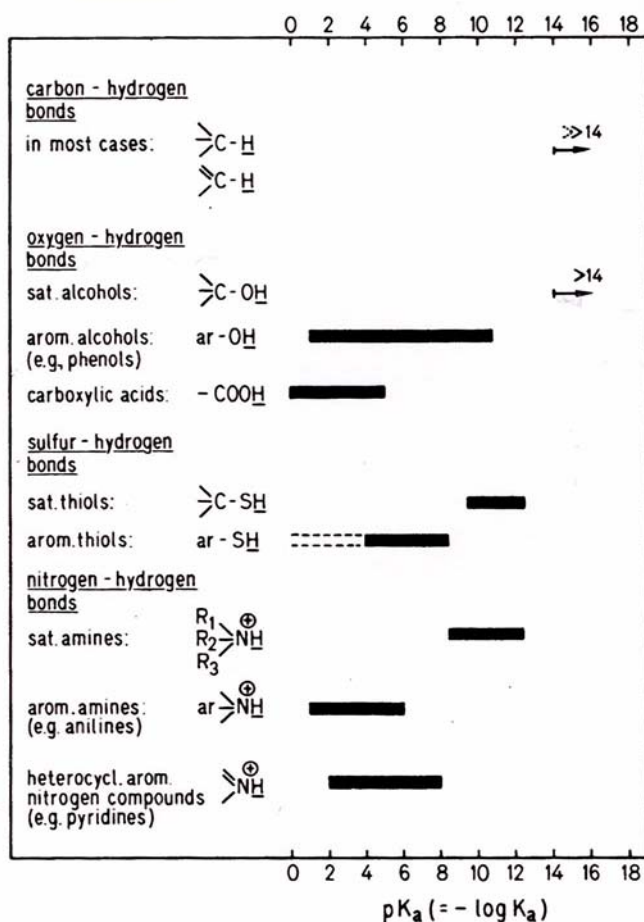 0 2 4 6 8 10 12 14 16 18
carbon - hydrogen
bonds
in most cases: C - H >>14
C - H
oxygen - hydrogen
bonds
sat. alcohols: C - OH >14
arom. alcohols: ar - OH
(e.g., phenols)
carboxylic acids: - COOH
sulfur - hydrogen
bonds
sat. thiols: C - SH
arom. thiols: ar - SH
nitrogen - hydrogen
bonds
R1
sat. amines: R2 NH ⊕
R3
arom. amines: ar NH ⊕
(e.g. anilines)
heterocycl. arom. NH ⊕
nitrogen compounds
(e.g. pyridines)
0 2 4 6 8 10 12 14 16 18
pKa (= - log Ka)